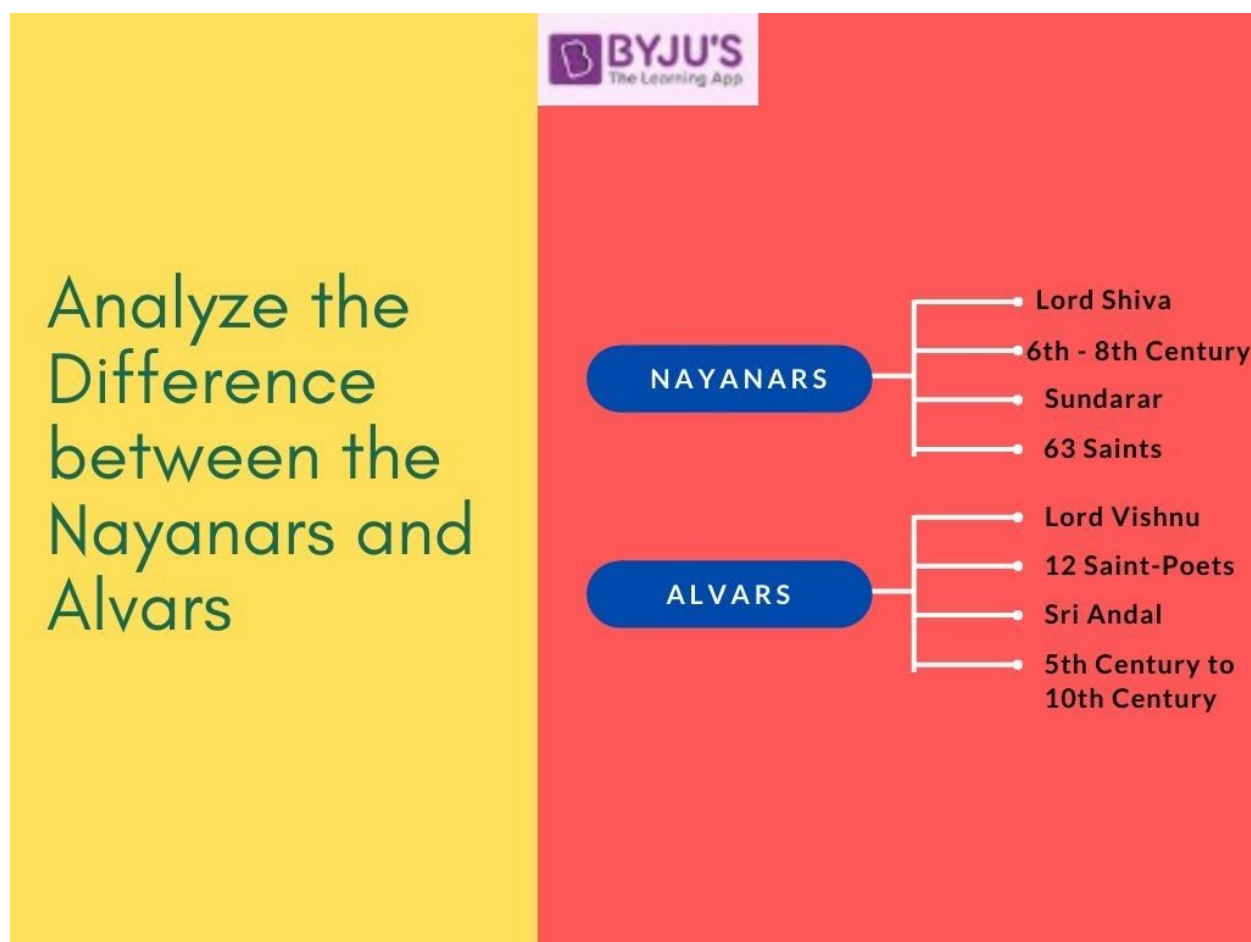 BYJU'S
The Learning App
Analyze the
Difference
between the
Nayanars and
Alvars
NAYANARS
Lord Shiva
6th - 8th Century
Sundarar
63 Saints
ALVARS
Lord Vishnu
12 Saint-Poets
Sri Andal
5th Century to
10th Century